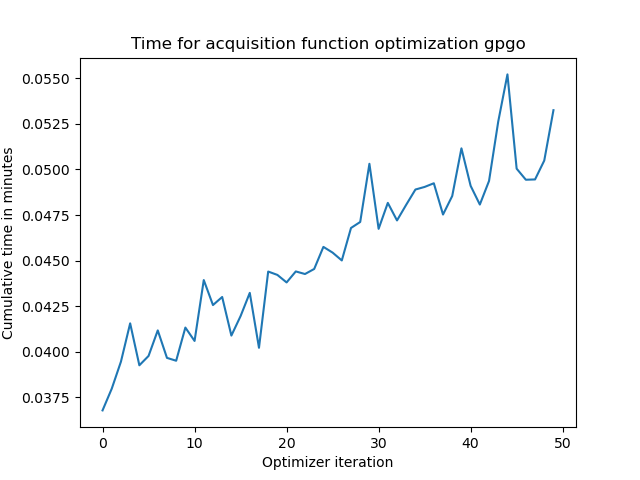 Time for acquisition function optimization gpgo
0.0550
0.0525
0.0500
0.0475
0.0450
0.0425
0.0400
0.0375
Cumulative time in minutes
0 10 20 30 40 50
Optimizer iteration